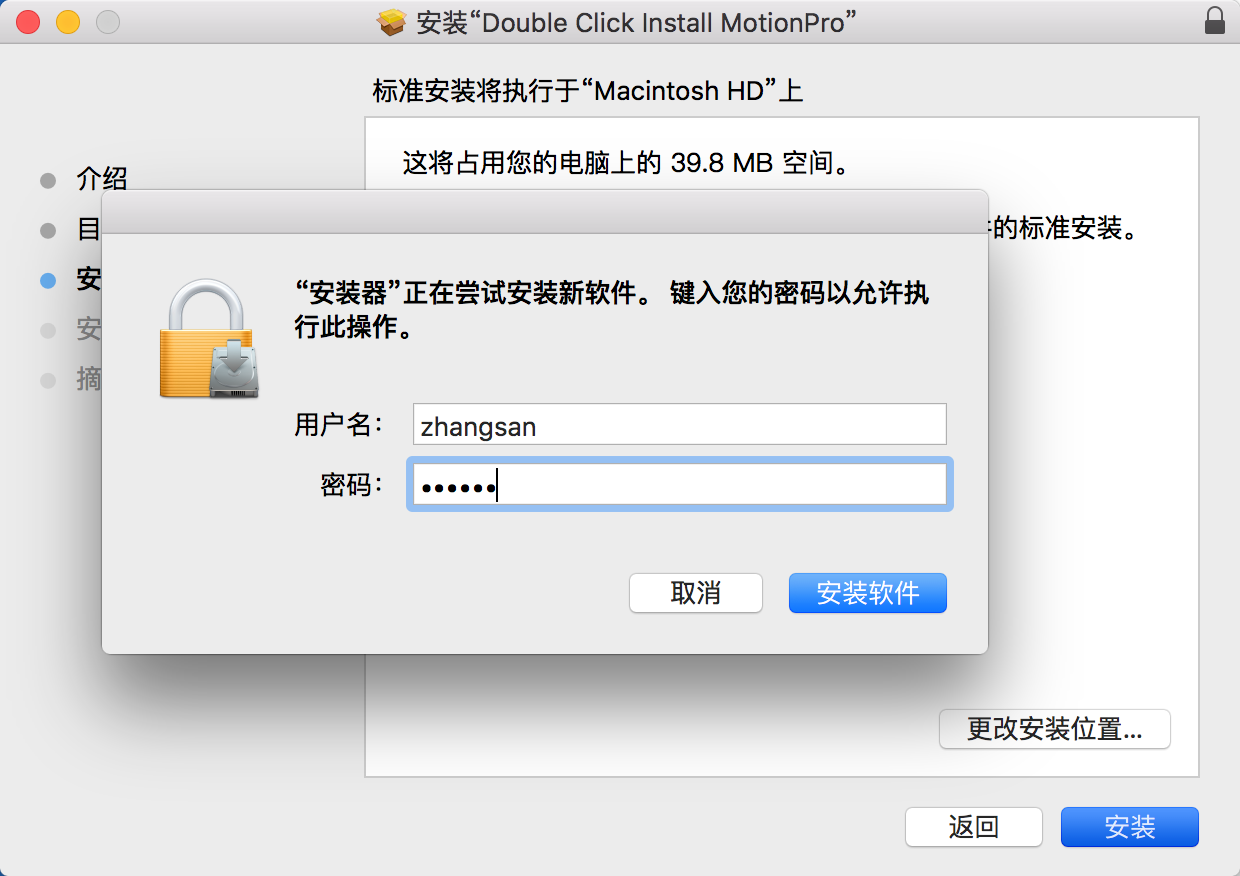 安装“Double Click Install MotionPro”
标准安装将执行于“Macintosh HD”上
这将占用您的电脑上的 39.8 MB 空间。
的标准安装。
介绍
目
安
安
摘
“安装器”正在尝试安装新软件。 键入您的密码以允许执
行此操作。
用户名：
zhangsan
密码：
••••••
取消
安装软件
更改安装位置...
返回
安装